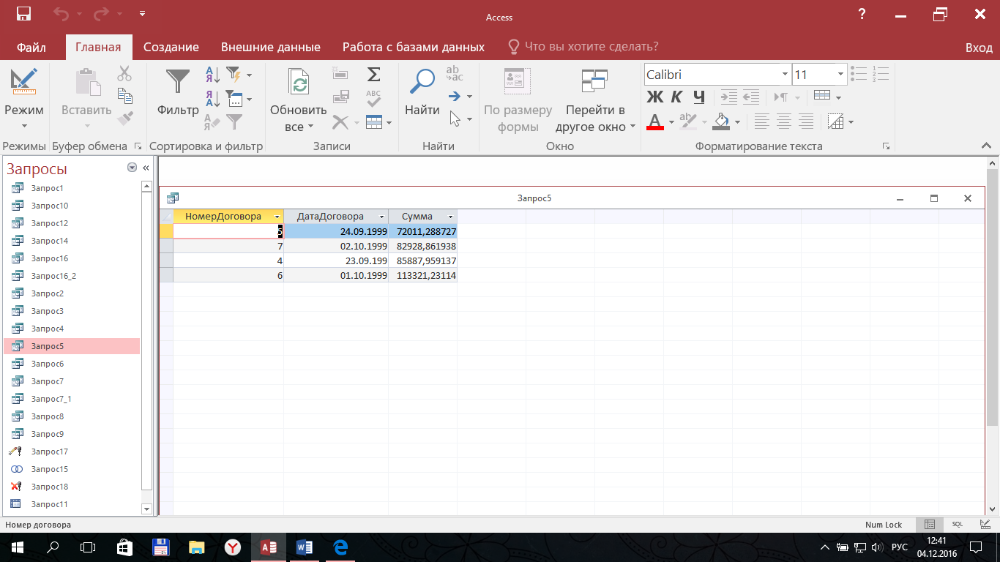 Access
?
Файл Главная Создание Внешние данные Работа с базами данных Что вы хотите сделать? Вход
Режим
Вставить
Фильтр
Обновить все
Найти
По размеру формы
Перейти в другое окно
Calibri 11
Ж К Ч
Режимы Буфер обмена Сортировка и фильтр Записи Найти Окно Форматирование текста
Запросы
Запрос1
Запрос10
Запрос12
Запрос14
Запрос16
Запрос16_2
Запрос2
Запрос3
Запрос4
Запрос5
Запрос6
Запрос7
Запрос7_1
Запрос8
Запрос9
Запрос17
Запрос15
Запрос18
Запрос11
Запрос5
НомерДоговора ДатаДоговора Сумма
5 24.09.1999 72011,288727
7 02.10.1999 82928,861938
4 23.09.199 85887,959137
6 01.10.1999 113321,23114
Номер договора Num Lock SQL
РУС 12:41
04.12.2016